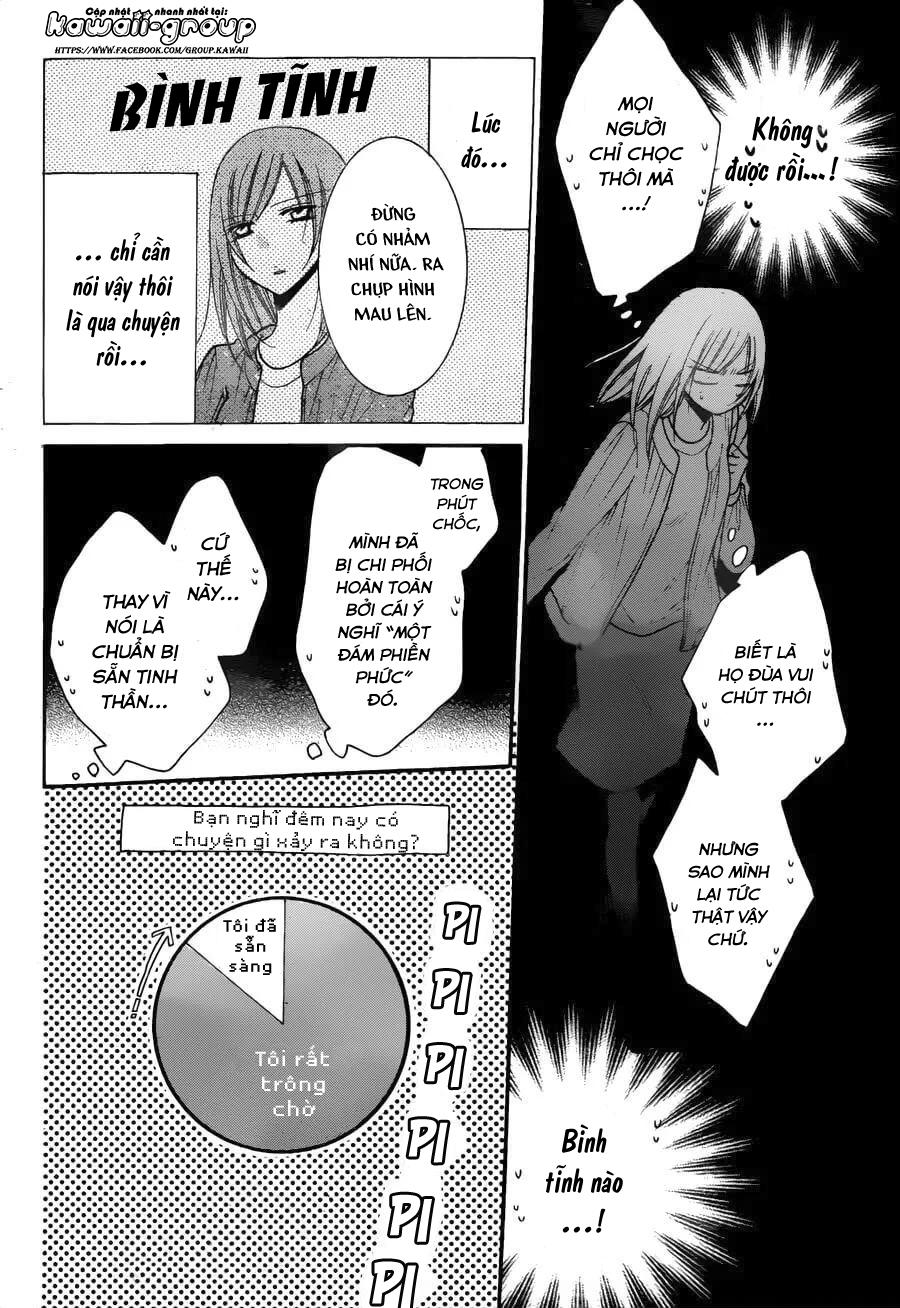 Cập nhật nhanh nhất tại:
kawaii-group
HTTPS://WWW.FACEBOOK.COM/GROUP.KAWAII
Không
được rồi...!
MỌI
NGƯỜI
CHỈ CHỌC
THÔI MÀ
...!
BIẾT LÀ
HỌ ĐÙA VUI
CHÚT THÔI
...
NHƯNG
SAO MÌNH
LẠI TỨC
THẬT VẬY
CHỨ.
Bình
tĩnh nào
...!
Lúc
đó...
BÌNH TĨNH
ĐỪNG
CÓ NHẢM
NHÍ NỮA. RA
CHỤP HÌNH
MAU LÊN.
... chỉ cần
nói vậy thôi
là qua chuyện
rồi...
TRONG
PHÚT
CHỐC,
MÌNH ĐÃ
BỊ CHI PHỐI
HOÀN TOÀN
BỞI CÁI Ý
NGHĨ “MỘT
ĐÁM PHIỀN
PHỨC”
ĐÓ.
CỨ
THẾ
NÀY...
THAY VÌ
NÓI LÀ
CHUẨN BỊ
SẴN TINH
THẦN...
Bạn nghĩ đêm nay có
chuyện gì xảy ra không?
Tôi đã
sẵn
sàng
Tôi rất
trông
chờ
PI
PI
PI
PI
PI
PI